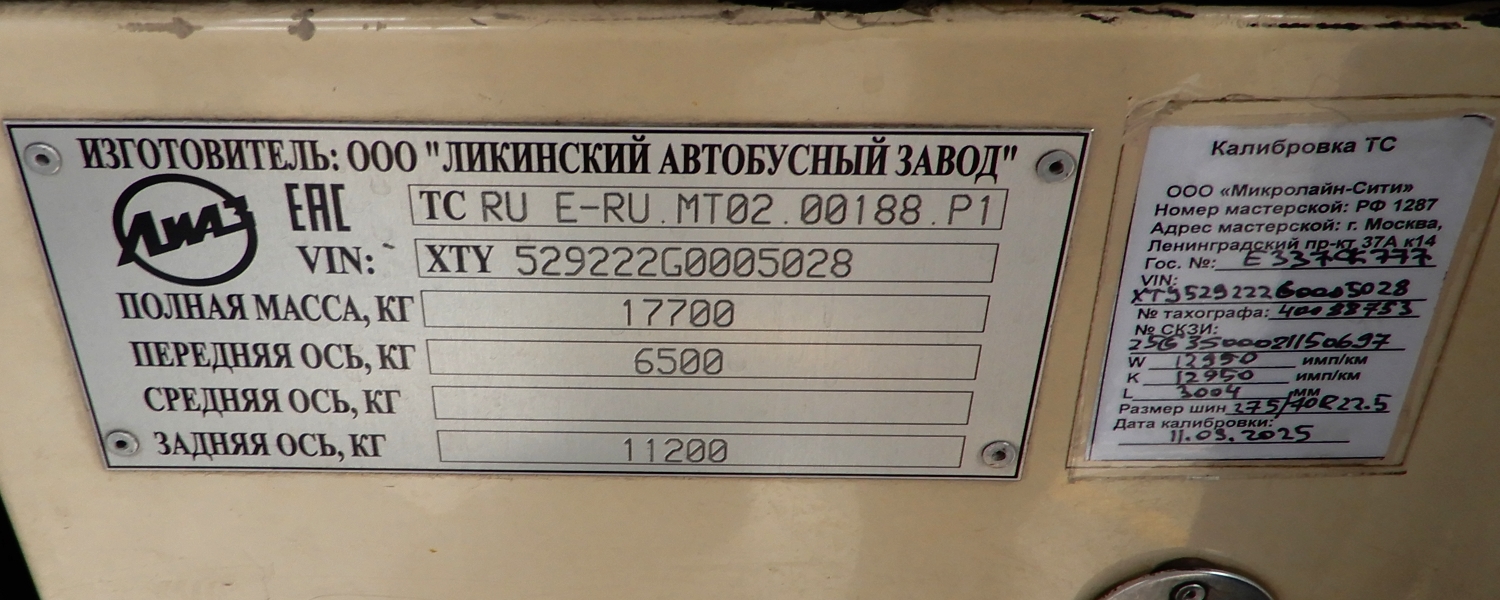 ИЗГОТОВИТЕЛЬ: ООО "ЛИКИНСКИЙ АВТОБУСНЫЙ ЗАВОД"
ЛиАЗ
ЕАС
ТС RU E-RU.MT02.00188.P1
VIN: XTY 529222G0005028
ПОЛНАЯ МАССА, КГ 17700
ПЕРЕДНЯЯ ОСЬ, КГ 6500
СРЕДНЯЯ ОСЬ, КГ
ЗАДНЯЯ ОСЬ, КГ 11200
Калибровка ТС
ООО «Микролайн-Сити»
Номер мастерской: РФ 1287
Адрес мастерской: г. Москва,
Ленинградский пр-кт 37А к14
Гос. №:
VIN:
XTY529222G0005028
№ тахографа:
№ СКЗИ:
W 12950 имп/км
K 12950 имп/км
L 3004 мм
Размер шин 275/70R22.5
Дата калибровки:
11.03.2025